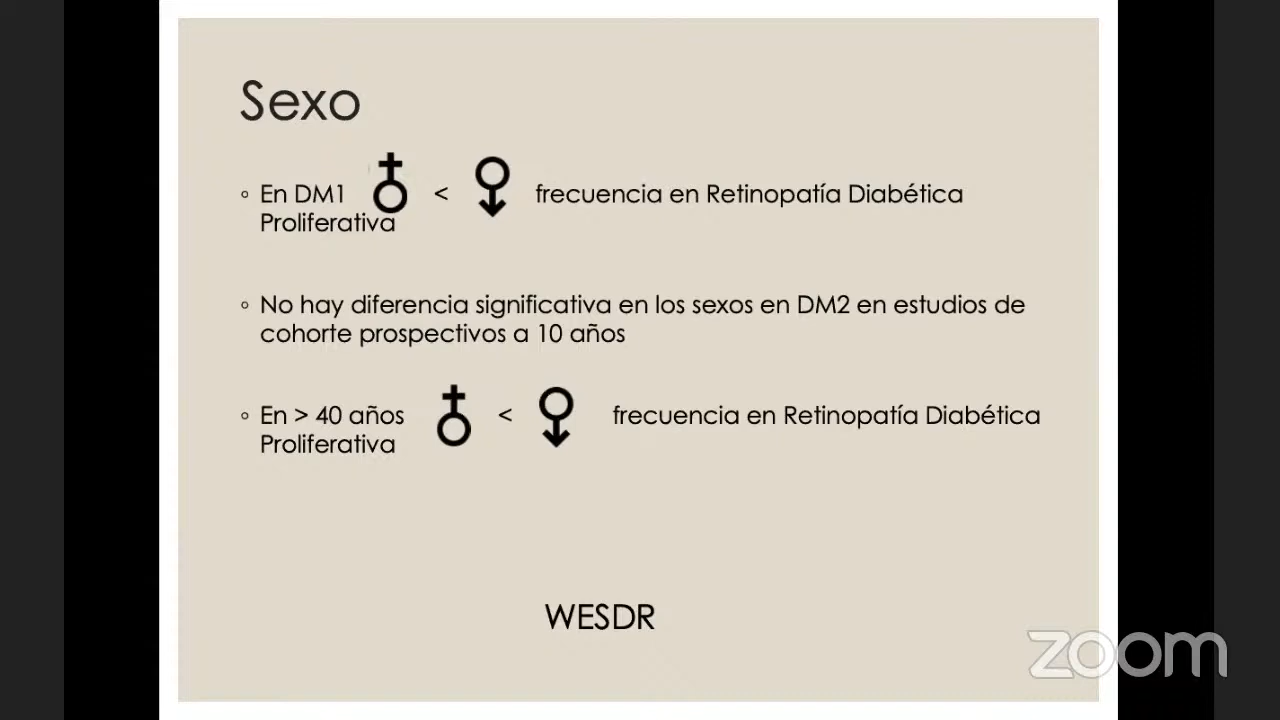 Sexo
◦ En DM1 < frecuencia en Retinopatía Diabética
Proliferativa
◦ No hay diferencia significativa en los sexos en DM2 en estudios de
cohorte prospectivos a 10 años
◦ En > 40 años < frecuencia en Retinopatía Diabética
Proliferativa
WESDR
zoom